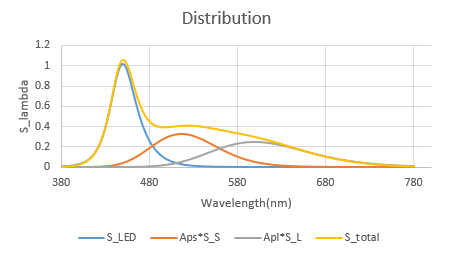 Distribution
1.2
1
0.8
0.6
0.4
0.2
0
S_lambda
380
480
580
680
780
Wavelength(nm)
S_LED
Aps*S_S
Apl*S_L
S_total